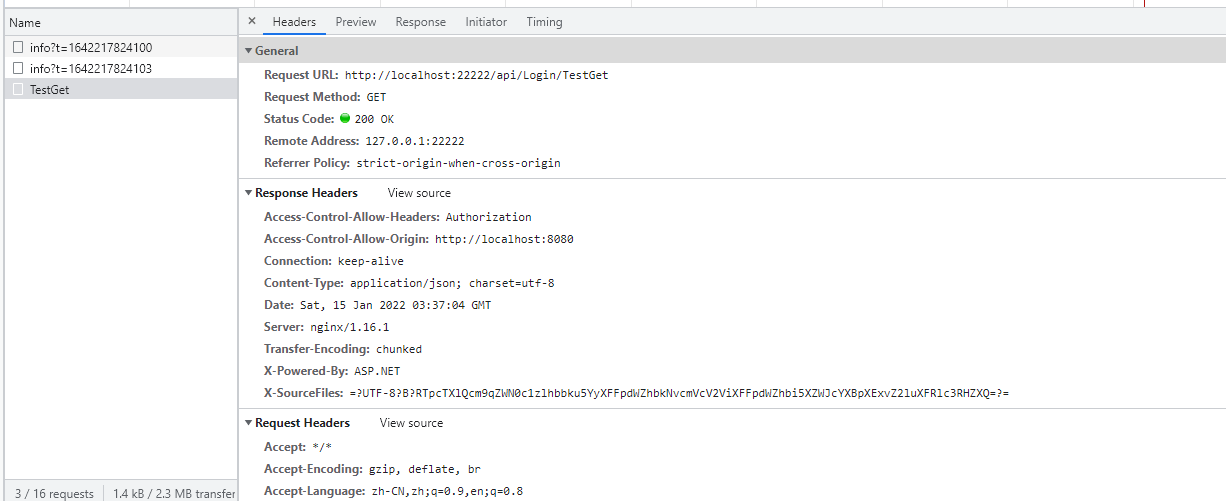 Name
info?t=1642217824100
info?t=1642217824103
TestGet
3 / 16 requests
1.4 kB / 2.3 MB transfer
× Headers Preview Response Initiator Timing
General
Request URL: http://localhost:22222/api/Login/TestGet
Request Method: GET
Status Code: 200 OK
Remote Address: 127.0.0.1:22222
Referrer Policy: strict-origin-when-cross-origin
Response Headers View source
Access-Control-Allow-Headers: Authorization
Access-Control-Allow-Origin: http://localhost:8080
Connection: keep-alive
Content-Type: application/json; charset=utf-8
Date: Sat, 15 Jan 2022 03:37:04 GMT
Server: nginx/1.16.1
Transfer-Encoding: chunked
X-Powered-By: ASP.NET
X-SourceFiles: =?UTF-8?B?RTpcTXlQcm9qZWN0c1zlhbbku5YyXFFpdWZhbkNvcmVcV2ViXFFpdWZhbi5XZWJcYXBpXExvZ2luXFRlc3RHZXQ=?=
Request Headers View source
Accept: */*
Accept-Encoding: gzip, deflate, br
Accept-Language: zh-CN,zh;q=0.9,en;q=0.8